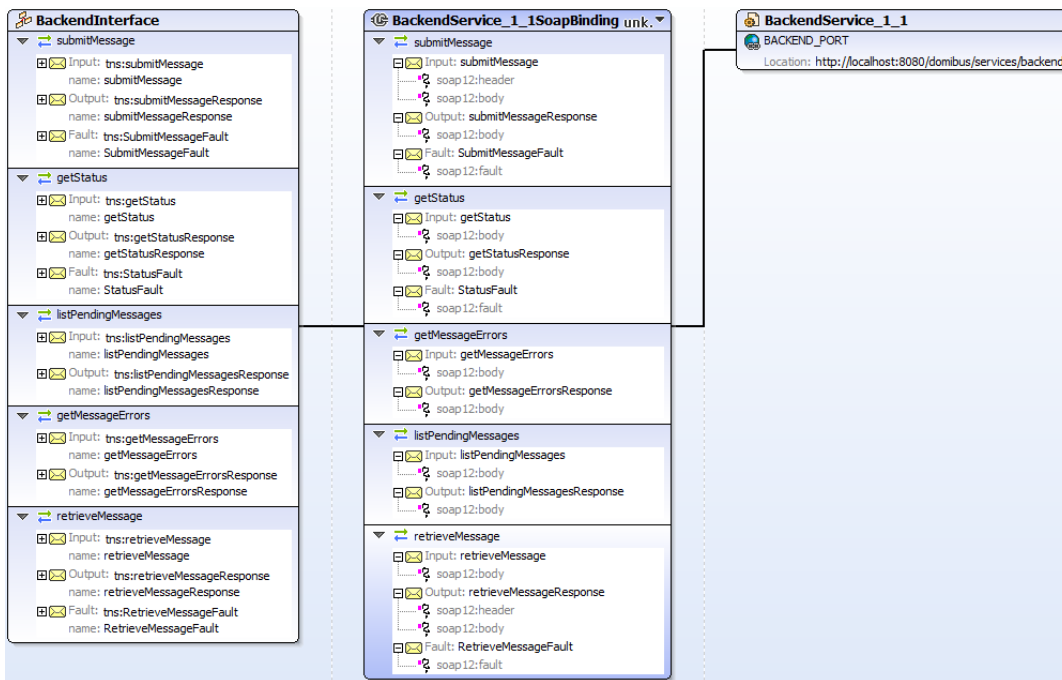 BackendInterface
submitMessage
Input: tns:submitMessage
name: submitMessage
Output: tns:submitMessageResponse
name: submitMessageResponse
Fault: tns:SubmitMessageFault
name: SubmitMessageFault
getStatus
Input: tns:getStatus
name: getStatus
Output: tns:getStatusResponse
name: getStatusResponse
Fault: tns:StatusFault
name: StatusFault
listPendingMessages
Input: tns:listPendingMessages
name: listPendingMessages
Output: tns:listPendingMessagesResponse
name: listPendingMessagesResponse
getMessageErrors
Input: tns:getMessageErrors
name: getMessageErrors
Output: tns:getMessageErrorsResponse
name: getMessageErrorsResponse
retrieveMessage
Input: tns:retrieveMessage
name: retrieveMessage
Output: tns:retrieveMessageResponse
name: retrieveMessageResponse
Fault: tns:RetrieveMessageFault
name: RetrieveMessageFault
BackendService_1_1SoapBinding unk.
submitMessage
Input: submitMessage
soap12:header
soap12:body
Output: submitMessageResponse
soap12:body
Fault: SubmitMessageFault
soap12:fault
getStatus
Input: getStatus
soap12:body
Output: getStatusResponse
soap12:body
Fault: StatusFault
soap12:fault
getMessageErrors
Input: getMessageErrors
soap12:body
Output: getMessageErrorsResponse
soap12:body
listPendingMessages
Input: listPendingMessages
soap12:body
Output: listPendingMessagesResponse
soap12:body
retrieveMessage
Input: retrieveMessage
soap12:body
Output: retrieveMessageResponse
soap12:header
soap12:body
Fault: RetrieveMessageFault
soap12:fault
BackendService_1_1
BACKEND_PORT
Location: http://localhost:8080/domibus/services/backend